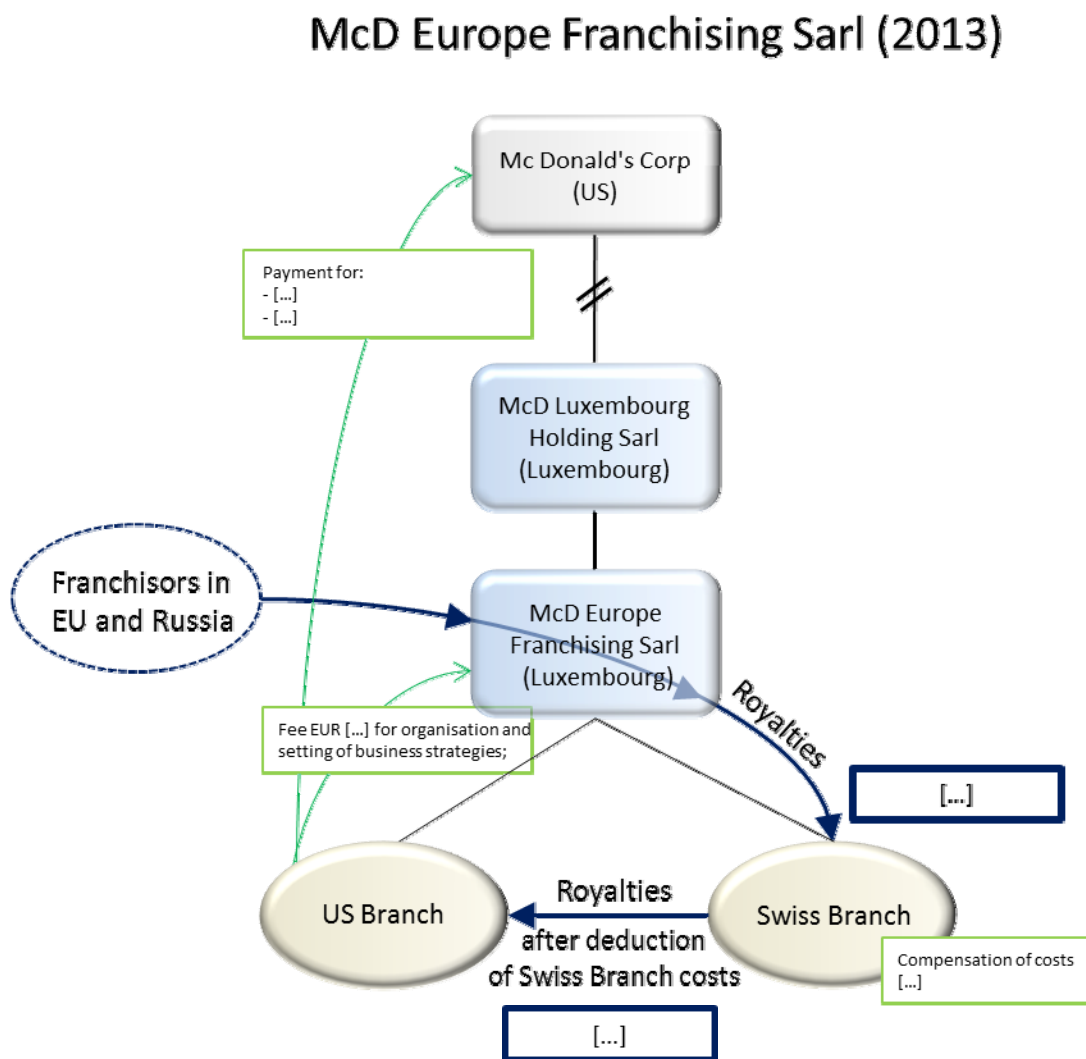 McD Europe Franchising Sarl (2013)
Mc Donald's Corp
(US)
Payment for:
- […]
- […]
McD Luxembourg
Holding Sarl
(Luxembourg)
Franchisors in
EU and Russia
McD Europe
Franchising Sarl
(Luxembourg)
Royalties
Fee EUR […] for organisation and
setting of business strategies;
[…]
US Branch
Royalties
after deduction
of Swiss Branch costs
Swiss Branch
Compensation of costs
[…]
[…]